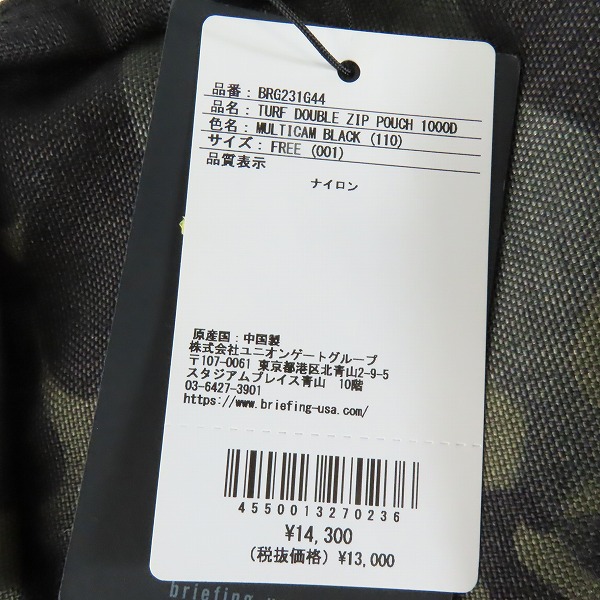 品番: BRG231G44
品名: TURF DOUBLE ZIP POUCH 1000D
色名: MULTICAM BLACK (110)
サイズ: FREE (001)
品質表示
ナイロン
原産国:中国製
株式会社ユニオンゲートグループ
〒107-0061 東京都港区北青山2-9-5
スタジアムプレイス青山 10階
03-6427-3901
https://www.briefing-usa.com/
4550013270236
¥14,300
(税抜価格) ¥13,000
briefing